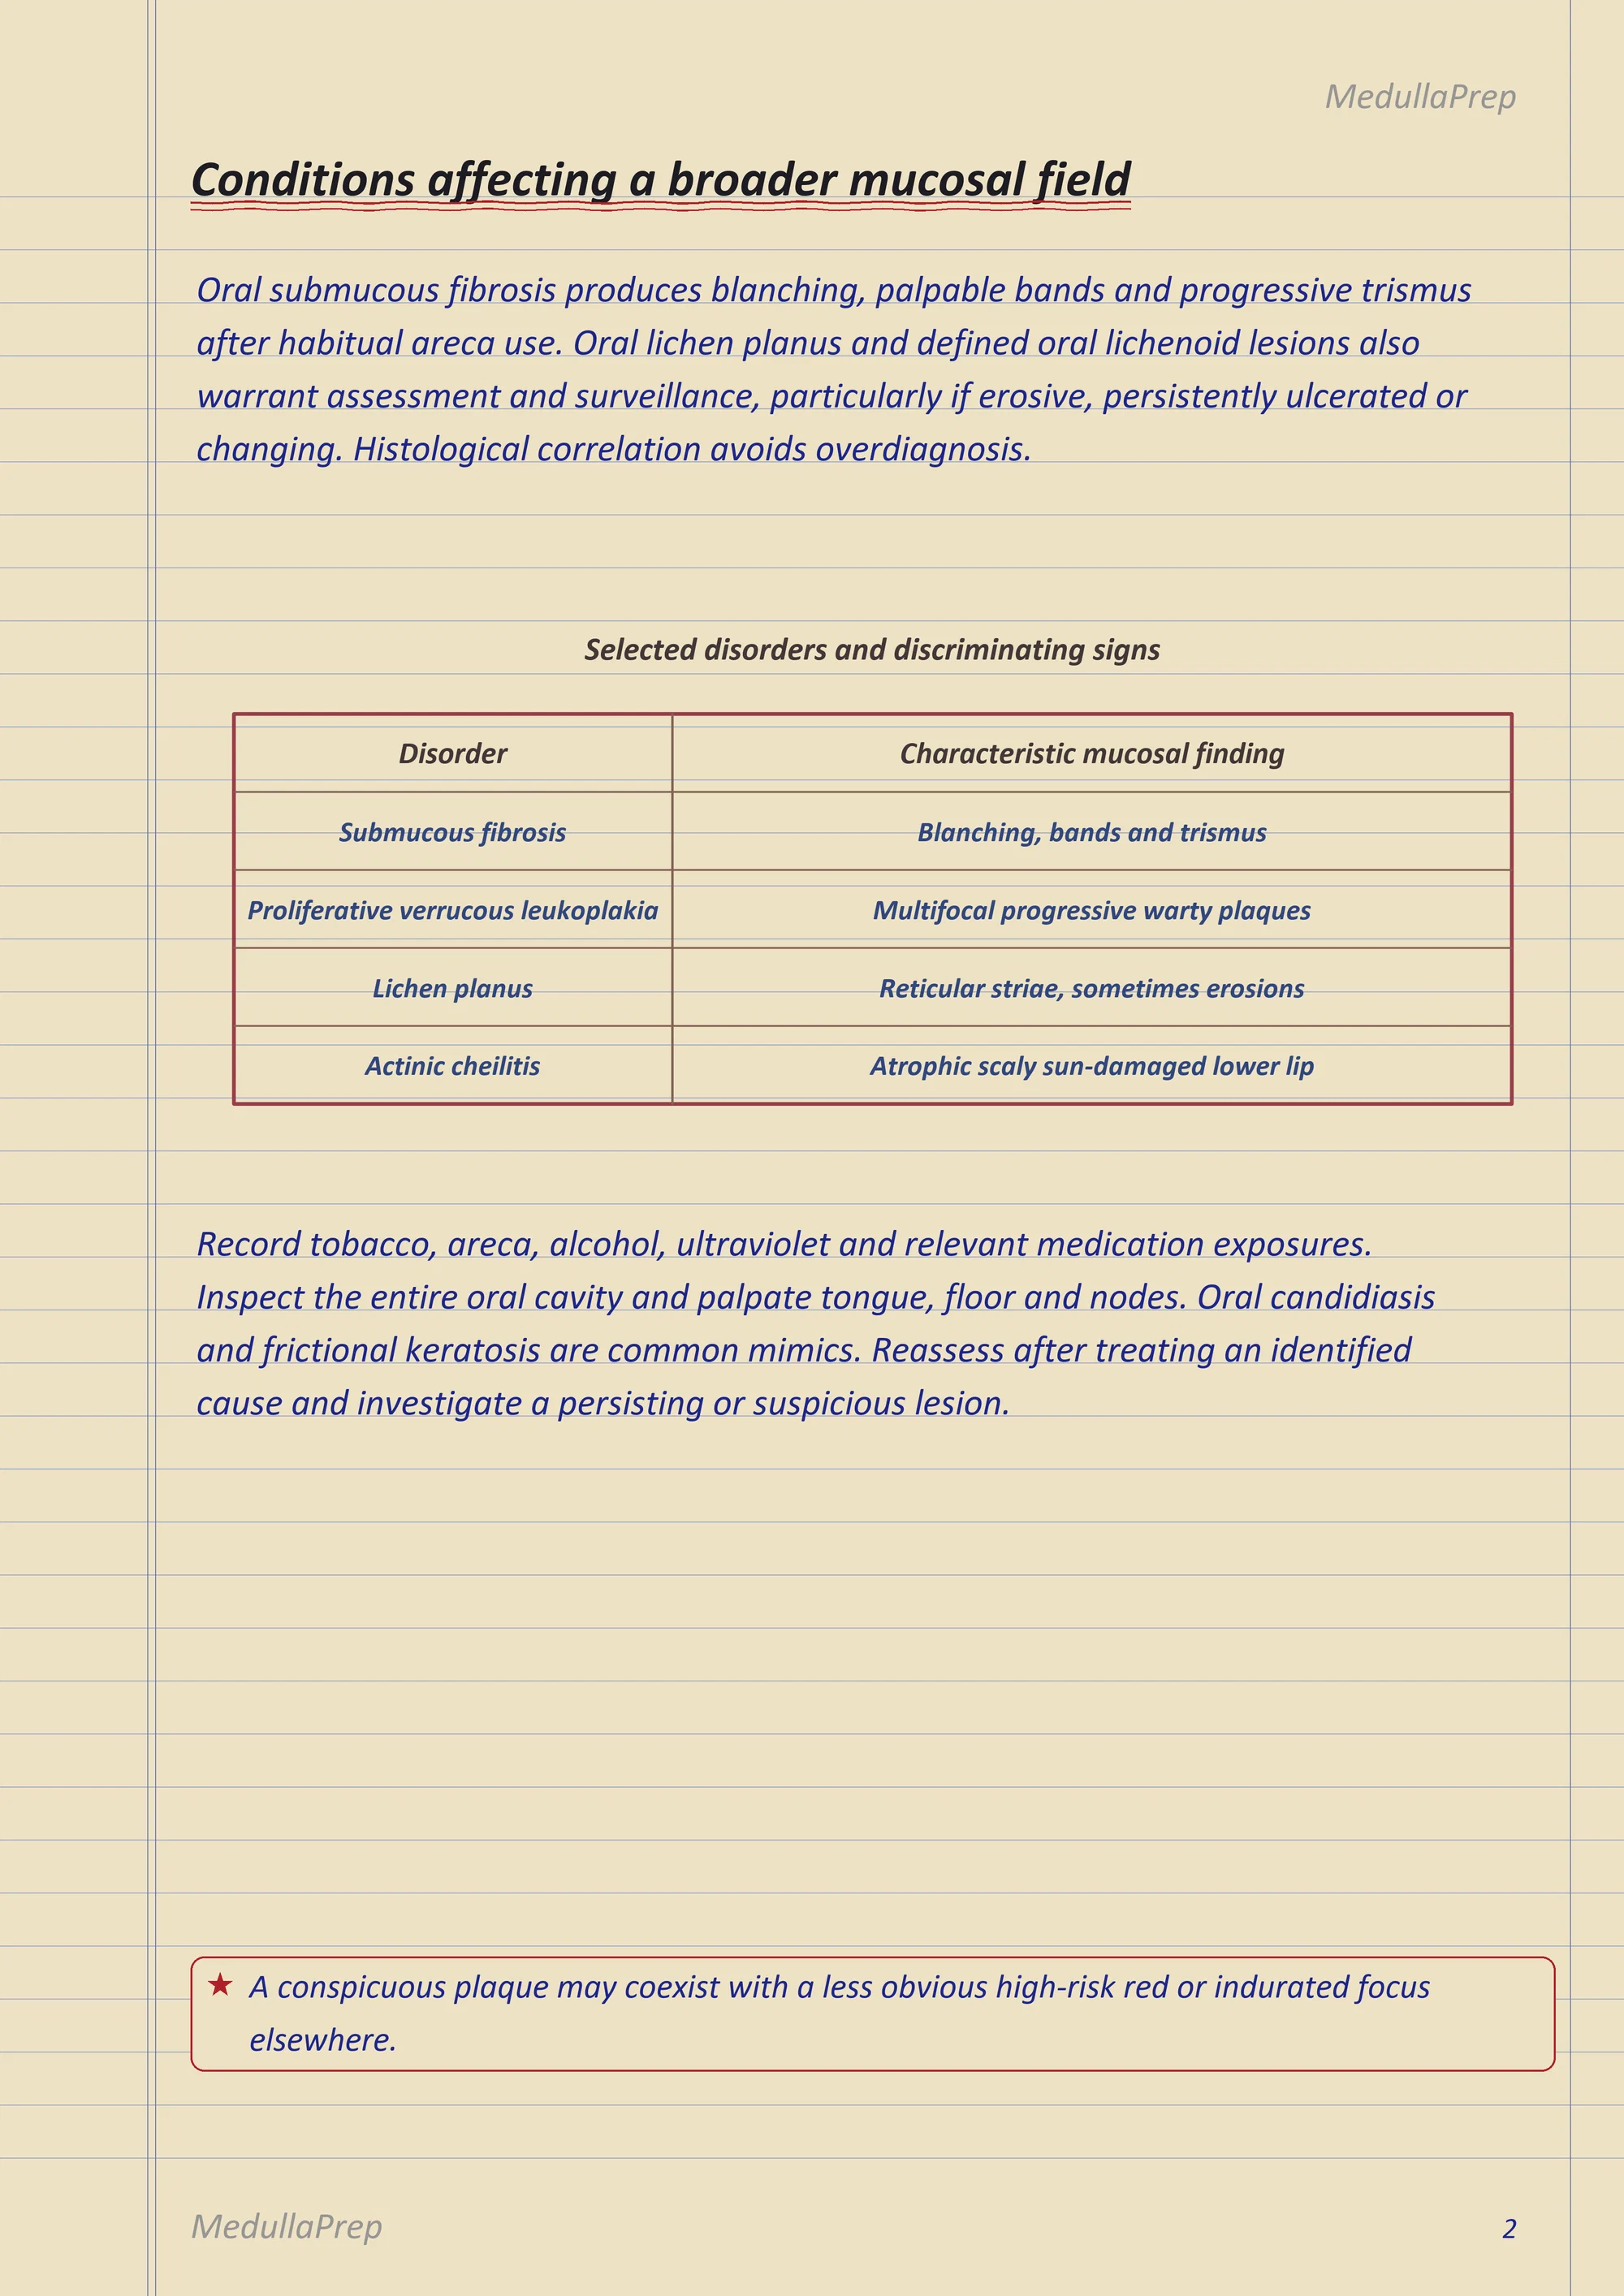 MedullaPrep
Conditions affecting a broader mucosal field
Oral submucous fibrosis produces blanching, palpable bands and progressive trismus
after habitual areca use. Oral lichen planus and defined oral lichenoid lesions also
warrant assessment and surveillance, particularly if erosive, persistently ulcerated or
changing. Histological correlation avoids overdiagnosis.
Selected disorders and discriminating signs
Disorder Characteristic mucosal finding
Submucous fibrosis Blanching, bands and trismus
Proliferative verrucous leukoplakia Multifocal progressive warty plaques
Lichen planus Reticular striae, sometimes erosions
Actinic cheilitis Atrophic scaly sun-damaged lower lip
Record tobacco, areca, alcohol, ultraviolet and relevant medication exposures.
Inspect the entire oral cavity and palpate tongue, floor and nodes. Oral candidiasis
and frictional keratosis are common mimics. Reassess after treating an identified
cause and investigate a persisting or suspicious lesion.
★ A conspicuous plaque may coexist with a less obvious high-risk red or indurated focus
elsewhere.
MedullaPrep 2